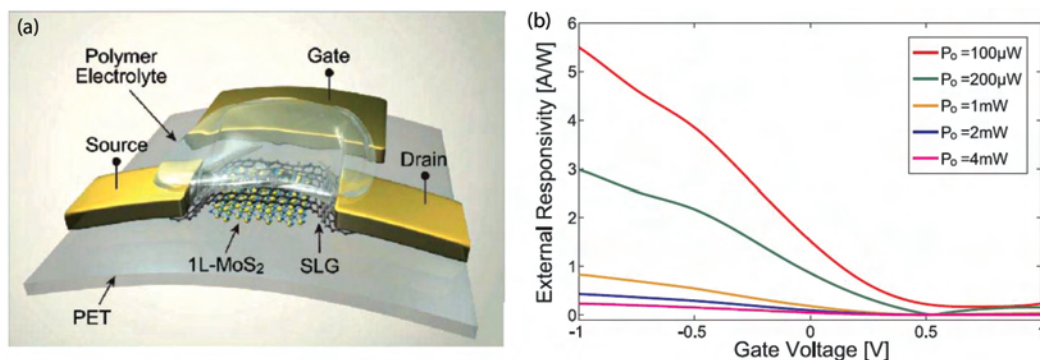 (a)
Polymer
Electrolyte
Gate
Source
Drain
1L-MoS₂
SLG
PET
(b)
External Responsivity [A/W]
6
5
4
3
2
1
0
-1
-0.5
0
0.5
1
Gate Voltage [V]
Pₒ =100μW
Pₒ =200μW
Pₒ =1mW
Pₒ =2mW
Pₒ =4mW